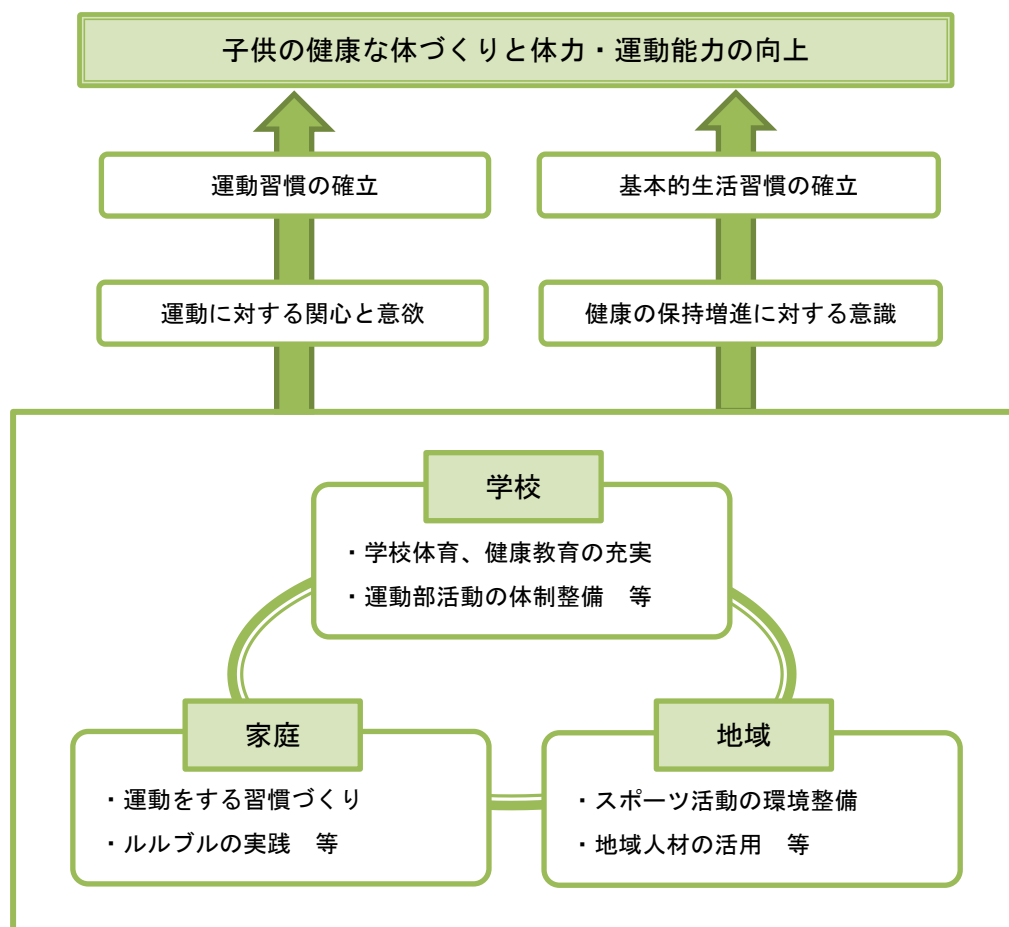 子供の健康な体づくりと体力・運動能力の向上
運動習慣の確立
基本的生活習慣の確立
運動に対する関心と意欲
健康の保持増進に対する意識
学校
・学校体育、健康教育の充実
・運動部活動の体制整備　等
家庭
・運動をする習慣づくり
・ルルブルの実践　等
地域
・スポーツ活動の環境整備
・地域人材の活用　等